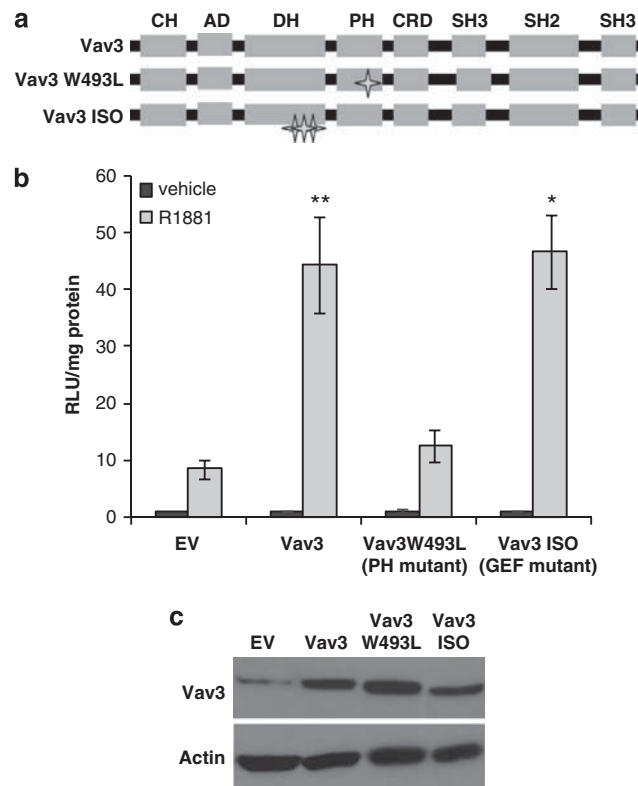 a
CH AD DH PH CRD SH3 SH2 SH3
Vav3
Vav3 W493L
Vav3 ISO
b
60
50
40
30
20
10
0
RLU/mg protein
vehicle
R1881
**
*
EV
Vav3
Vav3W493L
(PH mutant)
Vav3 ISO
(GEF mutant)
c
EV
Vav3
Vav3
W493L
Vav3
ISO
Vav3
Actin